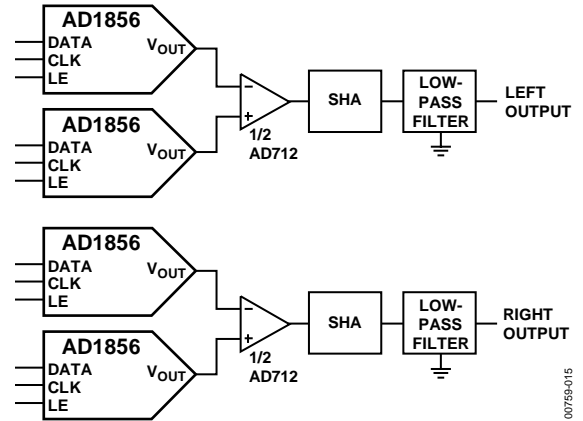 AD1856
DATA
CLK
LE
VOUT
AD1856
DATA
CLK
LE
VOUT
–
+
1/2
AD712
SHA
LOW-
PASS
FILTER
LEFT
OUTPUT
AD1856
DATA
CLK
LE
VOUT
AD1856
DATA
CLK
LE
VOUT
–
+
1/2
AD712
SHA
LOW-
PASS
FILTER
RIGHT
OUTPUT
00759-015